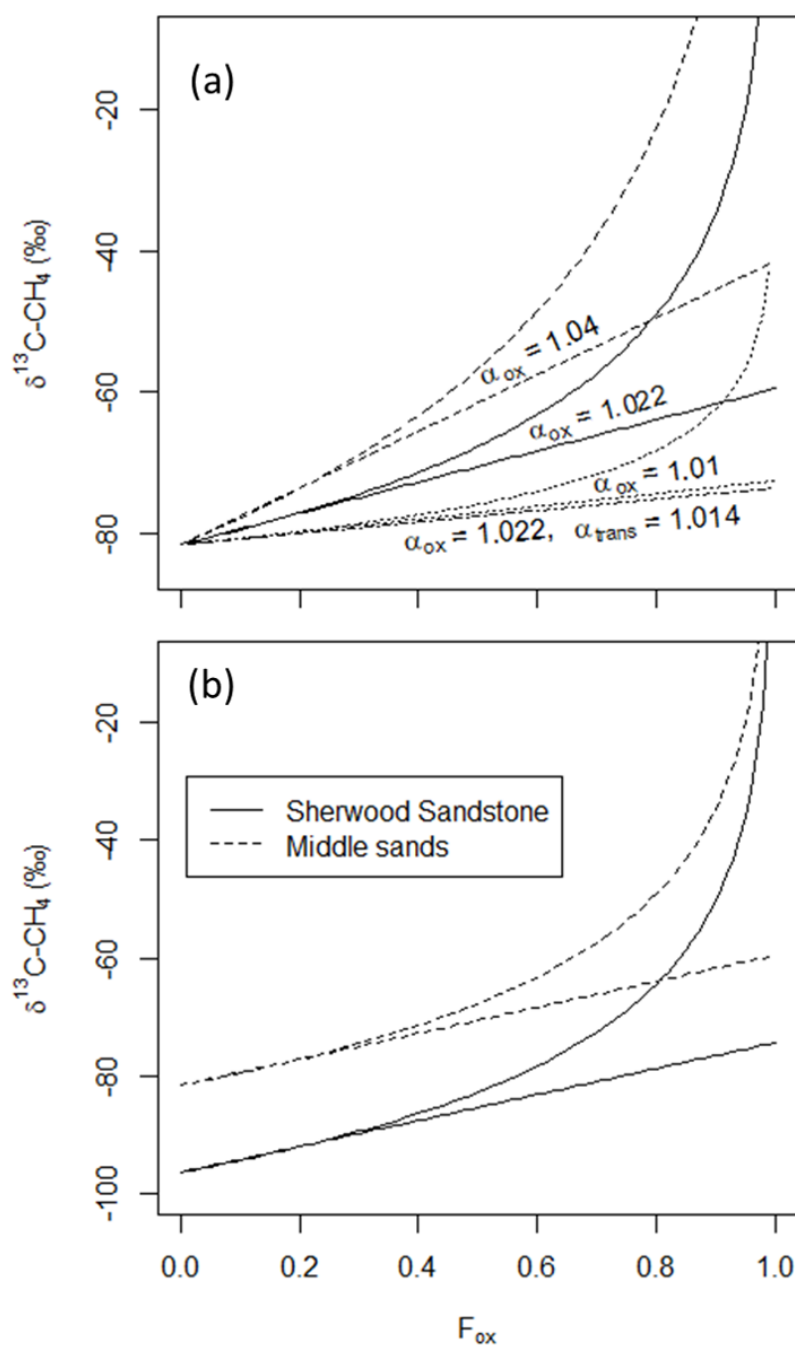 (a)
-20
-40
-60
-80
δ¹³C-CH₄ (‰)
αox = 1.04
αox = 1.022
αox = 1.01
αox = 1.022, αtrans = 1.014
(b)
-20
-40
-60
-80
-100
δ¹³C-CH₄ (‰)
Sherwood Sandstone
Middle sands
0.0 0.2 0.4 0.6 0.8 1.0
Fox